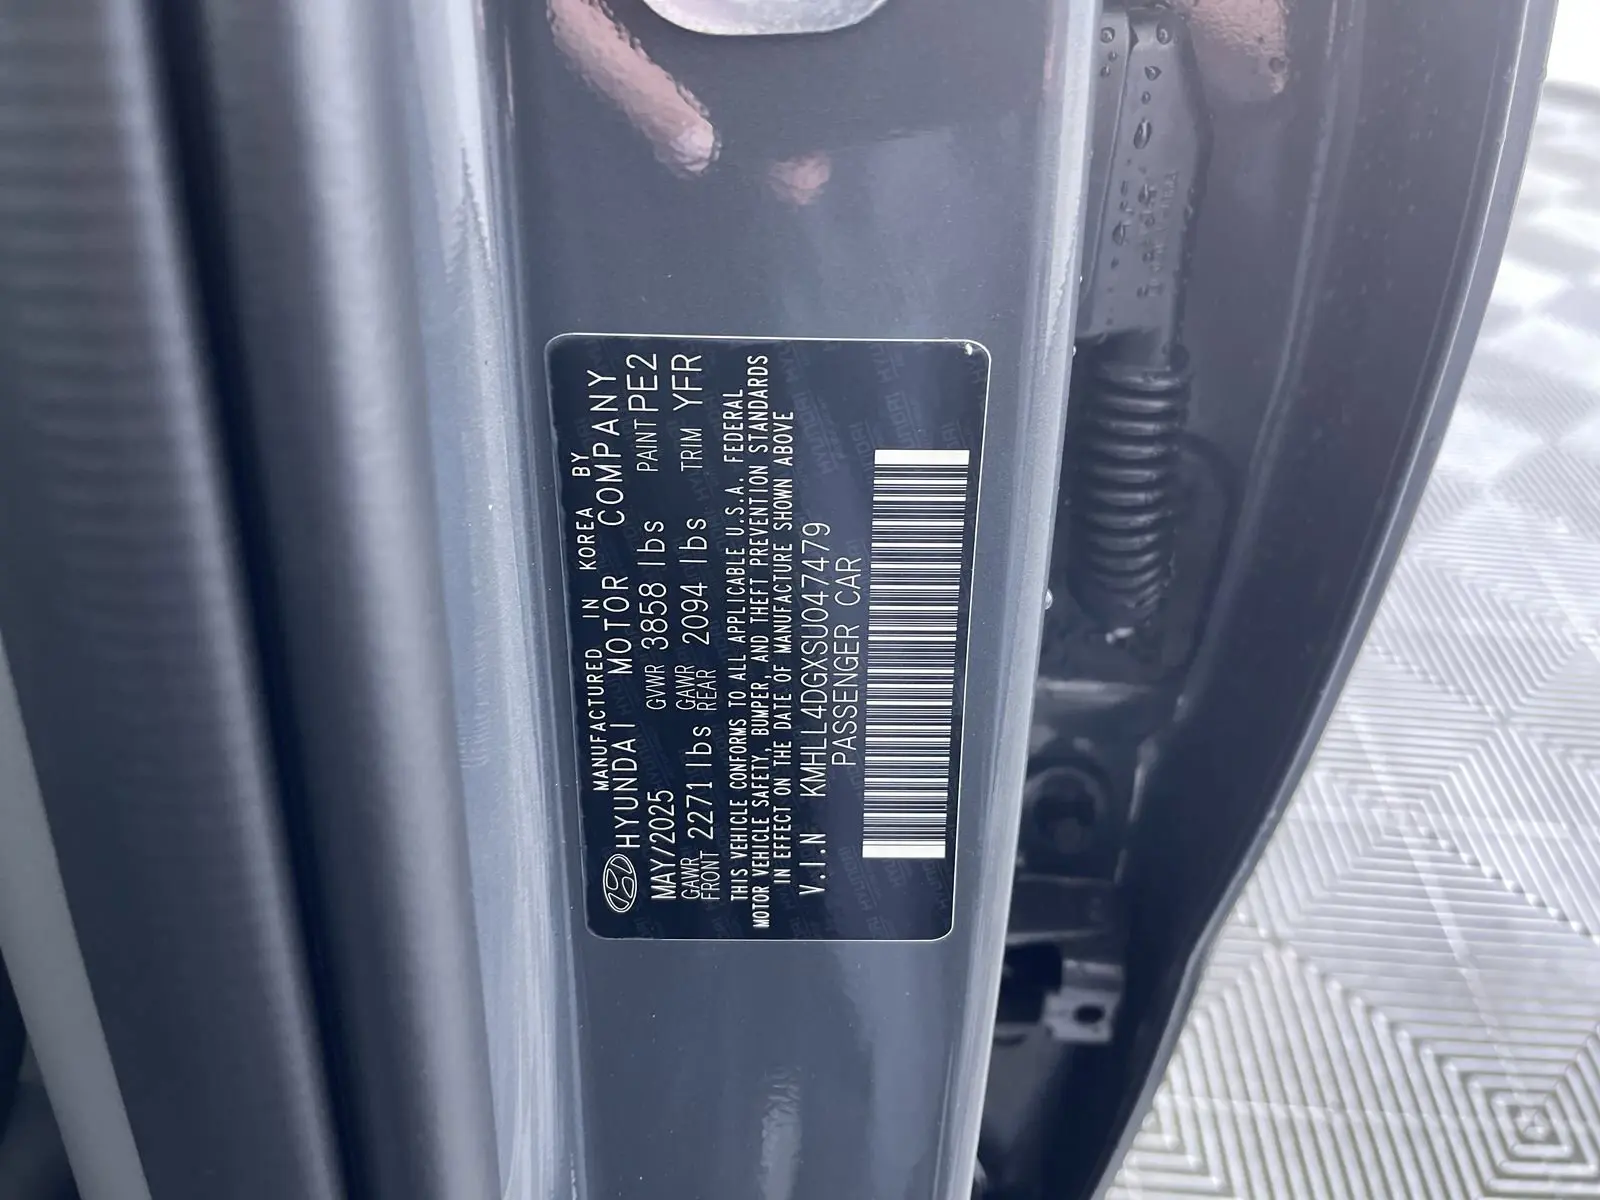 MANUFACTURED IN KOREA BY
HYUNDAI MOTOR COMPANY
MAY/2025 GVWR 3858 lbs PAINT PE2
GAWR FRONT 2271 lbs GAWR REAR 2094 lbs TRIM YFR
THIS VEHICLE CONFORMS TO ALL APPLICABLE U.S.A. FEDERAL
MOTOR VEHICLE SAFETY, BUMPER, AND THEFT PREVENTION STANDARDS
IN EFFECT ON THE DATE OF MANUFACTURE SHOWN ABOVE
V.I.N KMHLL4DGXSU047479
PASSENGER CAR